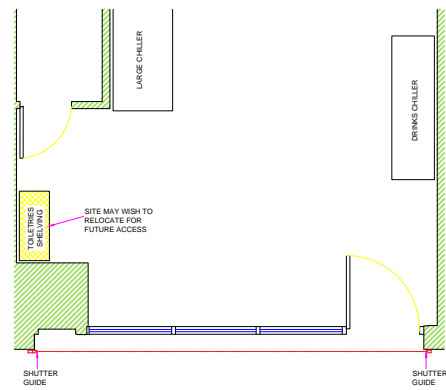 LARGE CHILLER
DRINKS CHILLER
TOILETRIES
SHELVING
SITE MAY WISH TO
RELOCATE FOR
FUTURE ACCESS
SHUTTER
GUIDE
SHUTTER
GUIDE